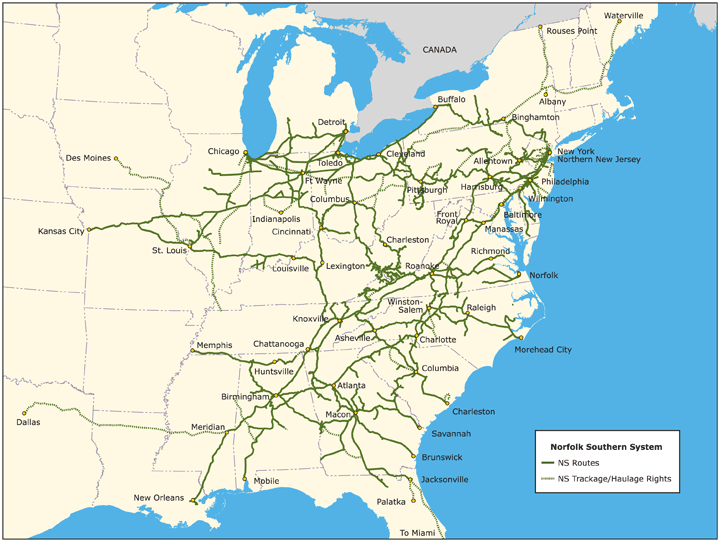 Waterville
Rouses Point
CANADA
Buffalo
Albany
Binghamton
Detroit
Chicago
Toledo
Cleveland
Allentown
New York
Northern New Jersey
Des Moines
Ft Wayne
Pittsburgh
Harrisburg
Philadelphia
Columbus
Wilmington
Indianapolis
Front
Royal
Baltimore
Kansas City
Cincinnati
Manassas
Charleston
St. Louis
Richmond
Louisville
Lexington
Roanoke
Norfolk
Winston-
Salem
Raleigh
Knoxville
Asheville
Charlotte
Morehead City
Memphis
Chattanooga
Huntsville
Columbia
Atlanta
Birmingham
Charleston
Macon
Dallas
Meridian
Savannah
Brunswick
Norfolk Southern System
NS Routes
NS Trackage/Haulage Rights
Jacksonville
Mobile
New Orleans
Palatka
To Miami